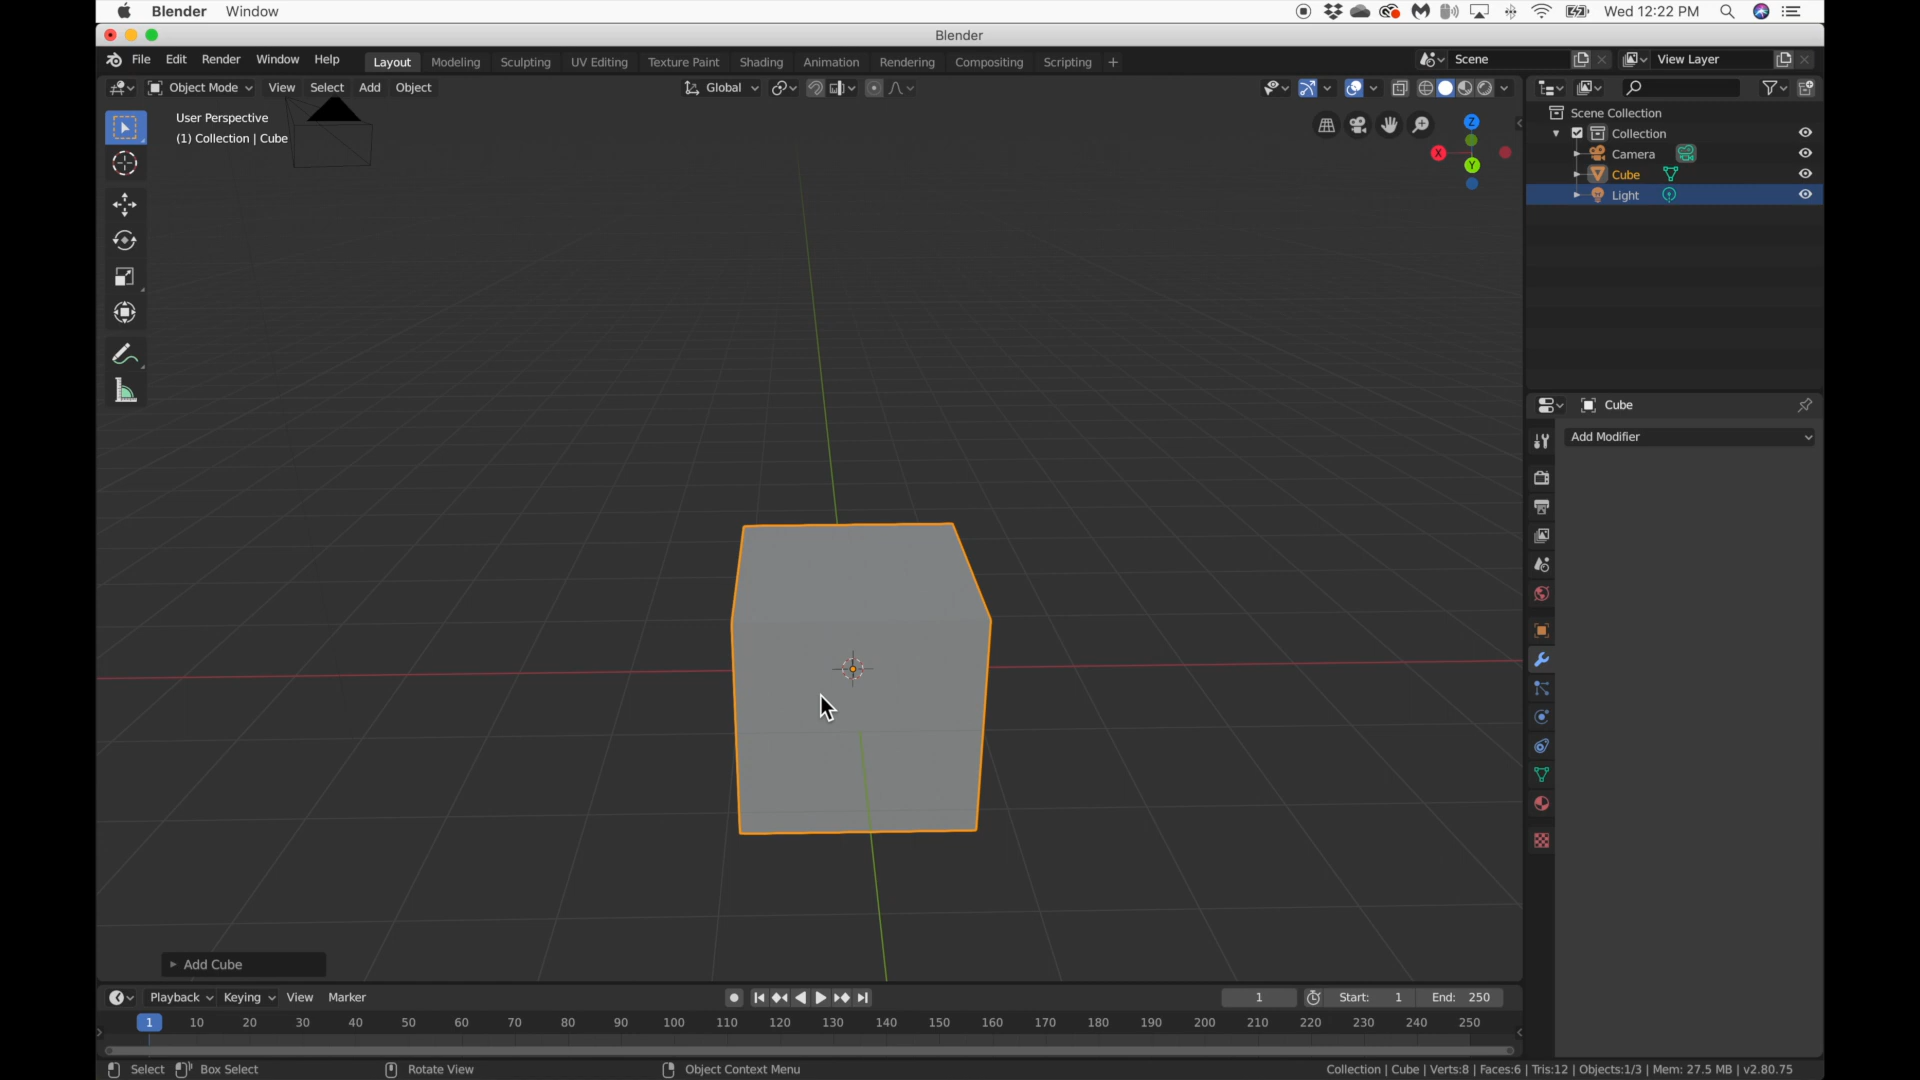 Blender Window Wed 12:22 PM
Blender
File Edit Render Window Help Layout Modeling Sculpting UV Editing Texture Paint Shading Animation Rendering Compositing Scripting + Scene View Layer
Object Mode View Select Add Object Global
User Perspective
(1) Collection | Cube
Z
X
Y
Scene Collection
Collection
Camera
Cube
Light
Cube
Add Modifier
Add Cube
Playback Keying View Marker 1 Start: 1 End: 250
1 10 20 30 40 50 60 70 80 90 100 110 120 130 140 150 160 170 180 190 200 210 220 230 240 250
Select Box Select Rotate View Object Context Menu Collection | Cube | Verts:8 | Faces:6 | Tris:12 | Objects:1/3 | Mem: 27.5 MB | v2.80.75